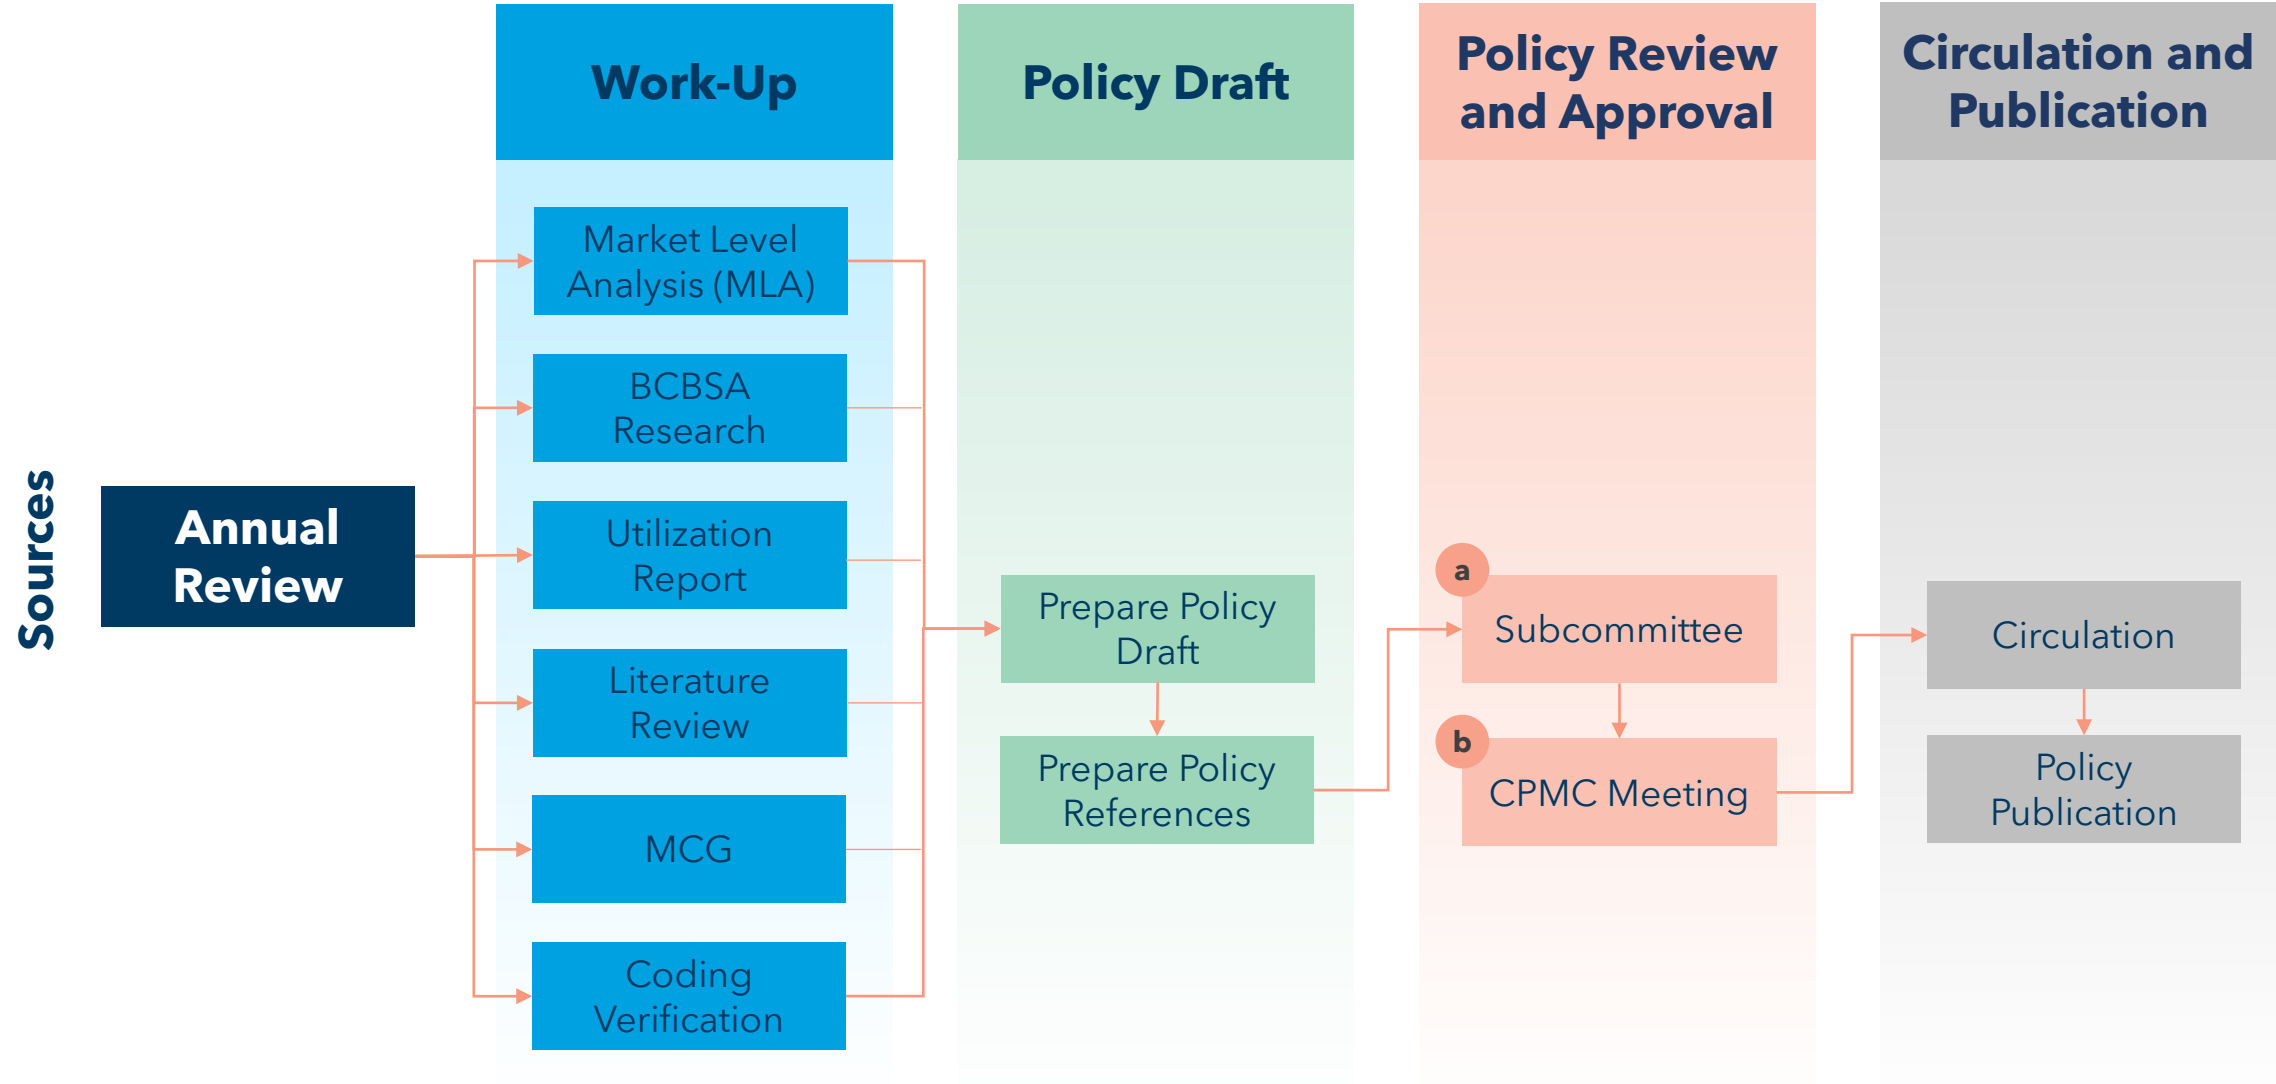 Work-Up
Policy Draft
Policy Review
and Approval
Circulation and
Publication
Sources
Annual
Review
Market Level
Analysis (MLA)
BCBSA
Research
Utilization
Report
Literature
Review
MCG
Coding
Verification
Prepare Policy
Draft
Prepare Policy
References
a
Subcommittee
b
CPMC Meeting
Circulation
Policy
Publication